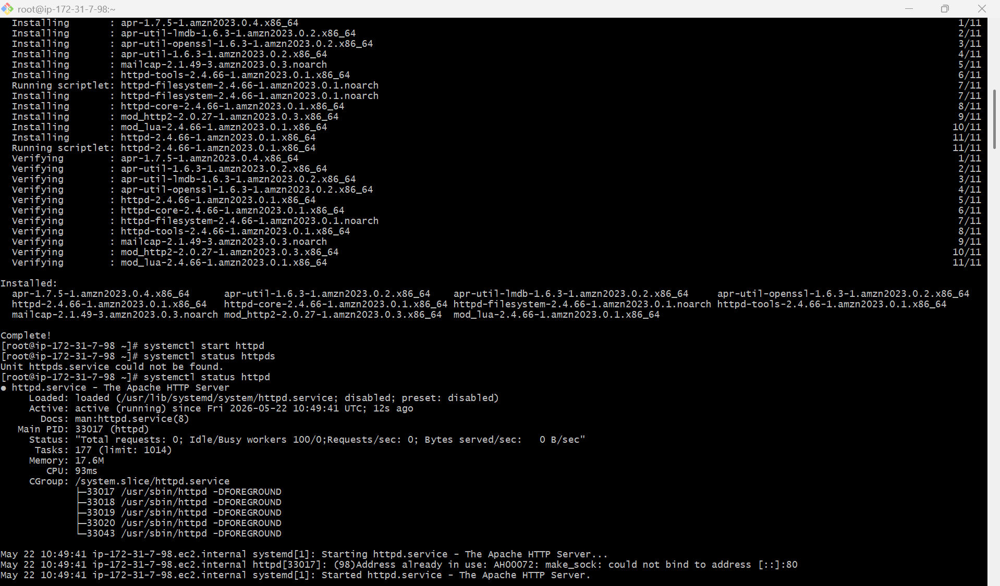 root@ip-172-31-7-98:~
Installing : apr-1.7.5-1.amzn2023.0.4.x86_64 1/11
Installing : apr-util-lmdb-1.6.3-1.amzn2023.0.2.x86_64 2/11
Installing : apr-util-openssl-1.6.3-1.amzn2023.0.2.x86_64 3/11
Installing : apr-util-1.6.3-1.amzn2023.0.2.x86_64 4/11
Installing : mailcap-2.1.49-3.amzn2023.0.3.noarch 5/11
Installing : httpd-tools-2.4.66-1.amzn2023.0.1.x86_64 6/11
Running scriptlet: httpd-filesystem-2.4.66-1.amzn2023.0.1.noarch 7/11
Installing : httpd-filesystem-2.4.66-1.amzn2023.0.1.noarch 7/11
Installing : httpd-core-2.4.66-1.amzn2023.0.1.x86_64 8/11
Installing : mod_http2-2.0.27-1.amzn2023.0.3.x86_64 9/11
Installing : mod_lua-2.4.66-1.amzn2023.0.1.x86_64 10/11
Installing : httpd-2.4.66-1.amzn2023.0.1.x86_64 11/11
Running scriptlet: httpd-2.4.66-1.amzn2023.0.1.x86_64 11/11
Verifying : apr-1.7.5-1.amzn2023.0.4.x86_64 1/11
Verifying : apr-util-1.6.3-1.amzn2023.0.2.x86_64 2/11
Verifying : apr-util-lmdb-1.6.3-1.amzn2023.0.2.x86_64 3/11
Verifying : apr-util-openssl-1.6.3-1.amzn2023.0.2.x86_64 4/11
Verifying : httpd-2.4.66-1.amzn2023.0.1.x86_64 5/11
Verifying : httpd-core-2.4.66-1.amzn2023.0.1.x86_64 6/11
Verifying : httpd-filesystem-2.4.66-1.amzn2023.0.1.noarch 7/11
Verifying : httpd-tools-2.4.66-1.amzn2023.0.1.x86_64 8/11
Verifying : mailcap-2.1.49-3.amzn2023.0.3.noarch 9/11
Verifying : mod_http2-2.0.27-1.amzn2023.0.3.x86_64 10/11
Verifying : mod_lua-2.4.66-1.amzn2023.0.1.x86_64 11/11
Installed:
apr-1.7.5-1.amzn2023.0.4.x86_64 apr-util-1.6.3-1.amzn2023.0.2.x86_64 apr-util-lmdb-1.6.3-1.amzn2023.0.2.x86_64 apr-util-openssl-1.6.3-1.amzn2023.0.2.x86_64
httpd-2.4.66-1.amzn2023.0.1.x86_64 httpd-core-2.4.66-1.amzn2023.0.1.x86_64 httpd-filesystem-2.4.66-1.amzn2023.0.1.noarch httpd-tools-2.4.66-1.amzn2023.0.1.x86_64
mailcap-2.1.49-3.amzn2023.0.3.noarch mod_http2-2.0.27-1.amzn2023.0.3.x86_64 mod_lua-2.4.66-1.amzn2023.0.1.x86_64
Complete!
[root@ip-172-31-7-98 ~]# systemctl start httpd
[root@ip-172-31-7-98 ~]# systemctl status httpds
Unit httpds.service could not be found.
[root@ip-172-31-7-98 ~]# systemctl status httpd
● httpd.service - The Apache HTTP Server
Loaded: loaded (/usr/lib/systemd/system/httpd.service; disabled; preset: disabled)
Active: active (running) since Fri 2026-05-22 10:49:41 UTC; 12s ago
Docs: man:httpd.service(8)
Main PID: 33017 (httpd)
Status: "Total requests: 0; Idle/Busy workers 100/0;Requests/sec: 0; Bytes served/sec:   0 B/sec"
Tasks: 177 (limit: 1014)
Memory: 17.6M
CPU: 93ms
CGroup: /system.slice/httpd.service
├─33017 /usr/sbin/httpd -DFOREGROUND
├─33018 /usr/sbin/httpd -DFOREGROUND
├─33019 /usr/sbin/httpd -DFOREGROUND
├─33020 /usr/sbin/httpd -DFOREGROUND
└─33043 /usr/sbin/httpd -DFOREGROUND
May 22 10:49:41 ip-172-31-7-98.ec2.internal systemd[1]: Starting httpd.service - The Apache HTTP Server...
May 22 10:49:41 ip-172-31-7-98.ec2.internal httpd[33017]: (98)Address already in use: AH00072: make_sock: could not bind to address [::]:80
May 22 10:49:41 ip-172-31-7-98.ec2.internal systemd[1]: Started httpd.service - The Apache HTTP Server.